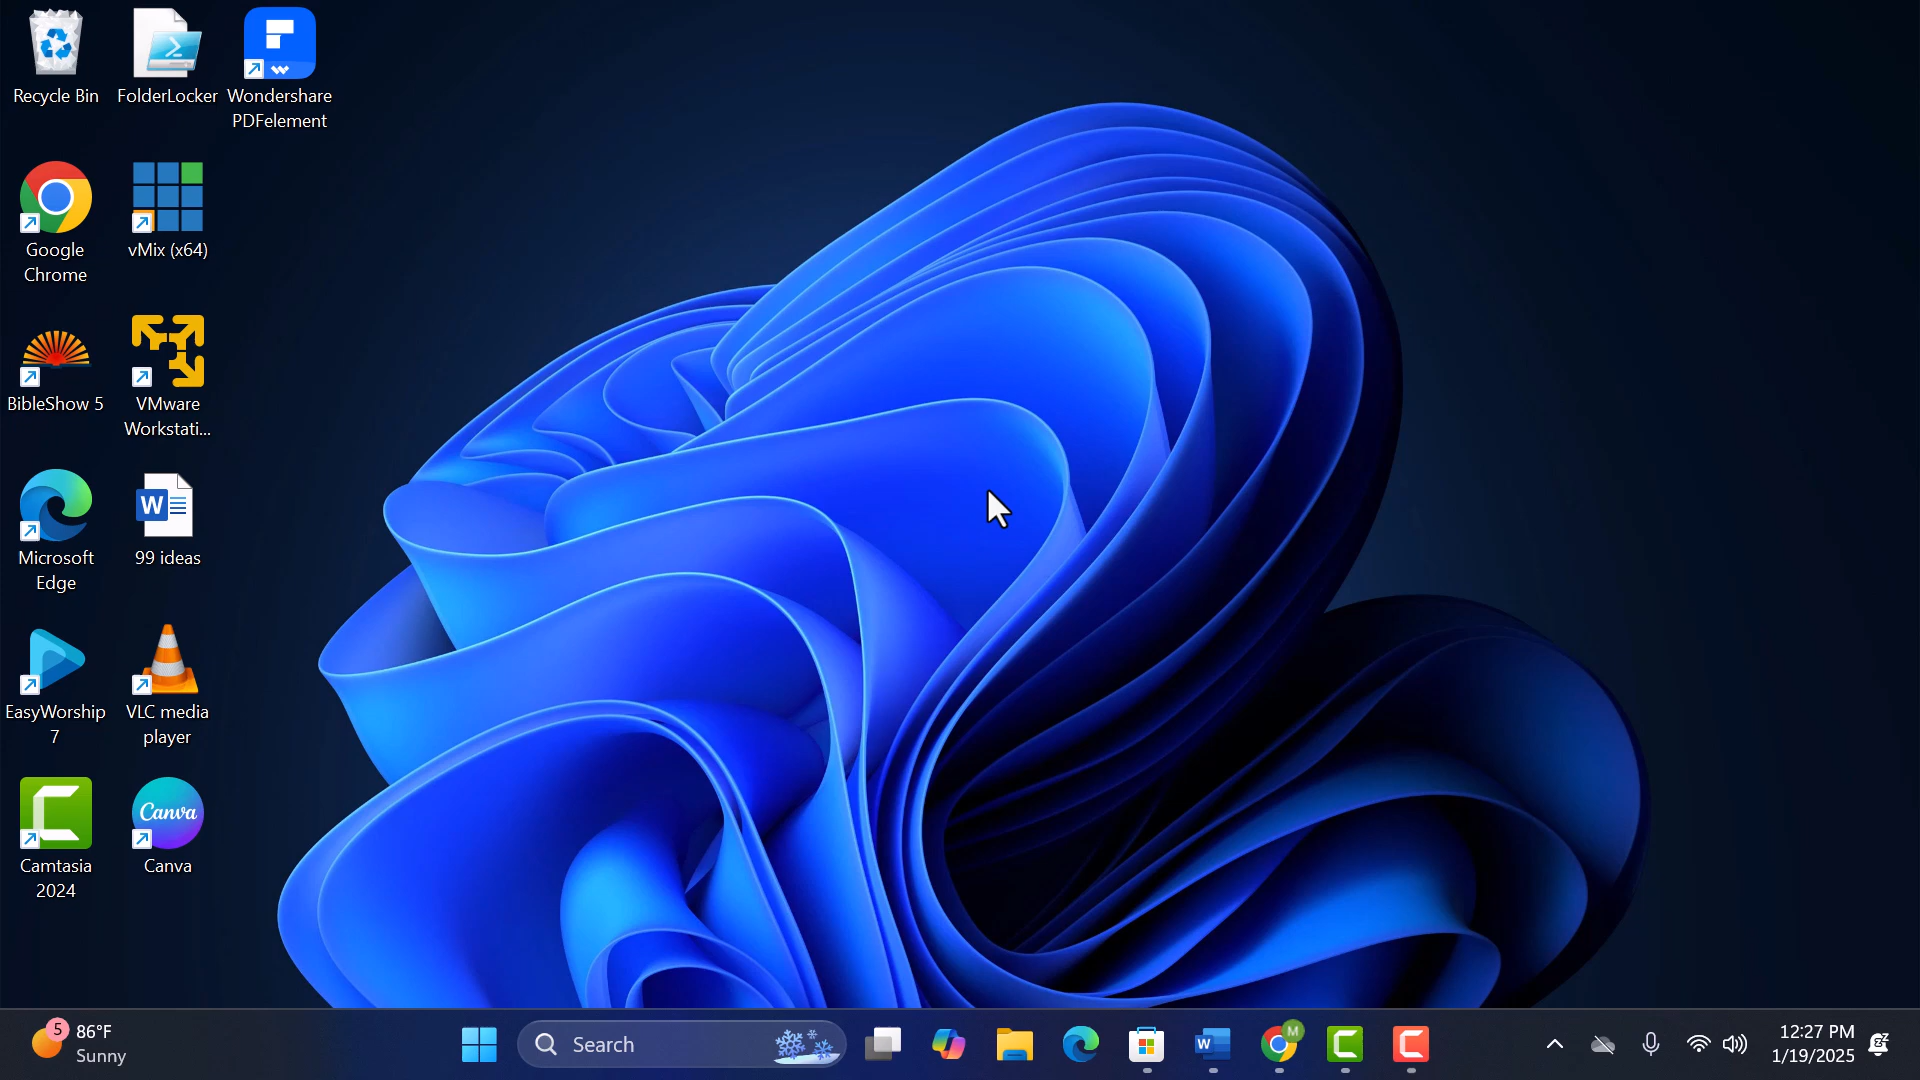 Recycle Bin
FolderLocker
Wondershare
PDFelement
Google
Chrome
vMix (x64)
BibleShow 5
VMware
Workstati...
Microsoft
Edge
W
99 ideas
EasyWorship
7
VLC media
player
Camtasia
2024
Canva
Canva
5
86°F
Sunny
Search
W
M
12:27 PM
1/19/2025